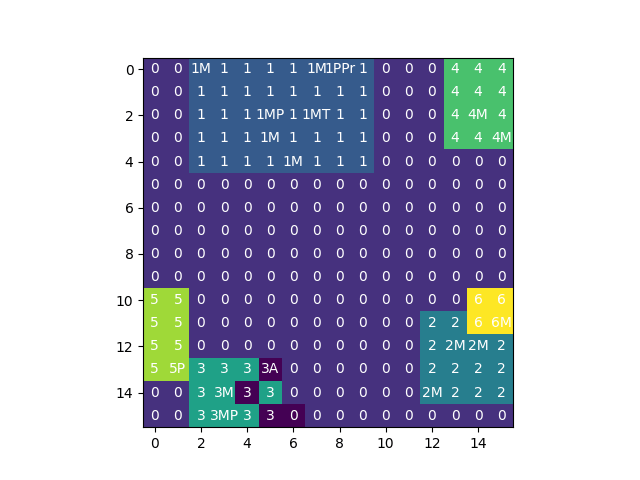 0 0 0 1M 1 1 1 1 1M 1PPr 1 0 0 0 4 4 4
0 0 1 1 1 1 1 1 1 1 0 0 0 4 4 4
2 0 0 1 1 1 1MP 1 1MT 1 1 0 0 0 4 4M 4
0 0 1 1 1 1M 1 1 1 1 0 0 0 4 4 4M
4 0 0 1 1 1 1 1M 1 1 1 0 0 0 0 0 0
0 0 0 0 0 0 0 0 0 0 0 0 0 0 0 0
6 0 0 0 0 0 0 0 0 0 0 0 0 0 0 0 0
0 0 0 0 0 0 0 0 0 0 0 0 0 0 0 0
8 0 0 0 0 0 0 0 0 0 0 0 0 0 0 0 0
0 0 0 0 0 0 0 0 0 0 0 0 0 0 0 0
10 5 5 0 0 0 0 0 0 0 0 0 0 0 0 6 6
5 5 0 0 0 0 0 0 0 0 0 0 2 2 6 6M
12 5 5 0 0 0 0 0 0 0 0 0 0 2 2M 2M 2
5 5P 3 3 3 3A 0 0 0 0 0 0 2 2 2 2
14 0 0 3 3M 3 3 0 0 0 0 0 0 2M 2 2 2
0 0 3 3MP 3 3 0 0 0 0 0 0 0 0 0 0
0 2 4 6 8 10 12 14